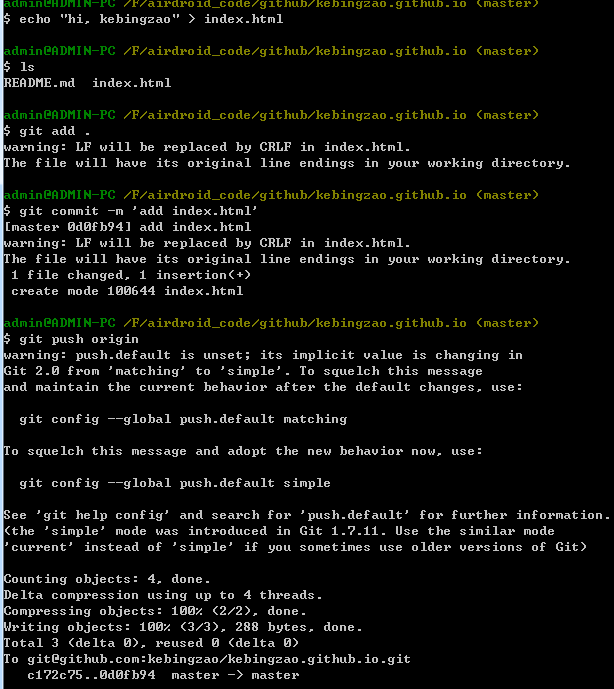 admin@ADMIN-PC /F/airdroid_code/github/kebingzao.github.io (master)
$ echo "hi, kebingzao" > index.html
admin@ADMIN-PC /F/airdroid_code/github/kebingzao.github.io (master)
$ ls
README.md  index.html
admin@ADMIN-PC /F/airdroid_code/github/kebingzao.github.io (master)
$ git add .
warning: LF will be replaced by CRLF in index.html.
The file will have its original line endings in your working directory.
admin@ADMIN-PC /F/airdroid_code/github/kebingzao.github.io (master)
$ git commit -m 'add index.html'
[master 0d0fb94] add index.html
warning: LF will be replaced by CRLF in index.html.
The file will have its original line endings in your working directory.
 1 file changed, 1 insertion(+)
 create mode 100644 index.html
admin@ADMIN-PC /F/airdroid_code/github/kebingzao.github.io (master)
$ git push origin
warning: push.default is unset; its implicit value is changing in
Git 2.0 from 'matching' to 'simple'. To squelch this message
and maintain the current behavior after the default changes, use:
  git config --global push.default matching
To squelch this message and adopt the new behavior now, use:
  git config --global push.default simple
See 'git help config' and search for 'push.default' for further information.
(the 'simple' mode was introduced in Git 1.7.11. Use the similar mode
'current' instead of 'simple' if you sometimes use older versions of Git)
Counting objects: 4, done.
Delta compression using up to 4 threads.
Compressing objects: 100% (2/2), done.
Writing objects: 100% (3/3), 288 bytes, done.
Total 3 (delta 0), reused 0 (delta 0)
To git@github.com:kebingzao/kebingzao.github.io.git
   c172c75..0d0fb94  master -> master